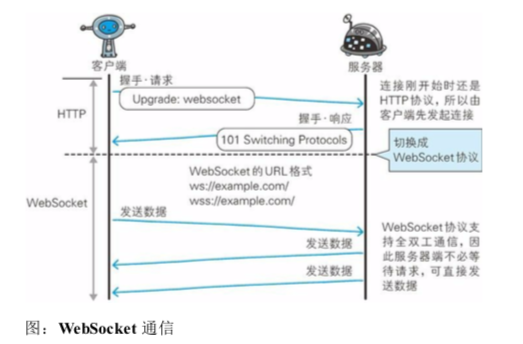 客户端
服务器
握手·请求
Upgrade: websocket
连接刚开始时还是
HTTP协议，所以由
客户端先发起连接
HTTP
握手·响应
101 Switching Protocols
切换成
WebSocket协议
WebSocket的URL格式
ws://example.com/
wss://example.com/
WebSocket
发送数据
WebSocket协议支
持全双工通信，因
此服务器端不必等
待请求，可直接发
送数据
发送数据
发送数据
图：WebSocket 通信